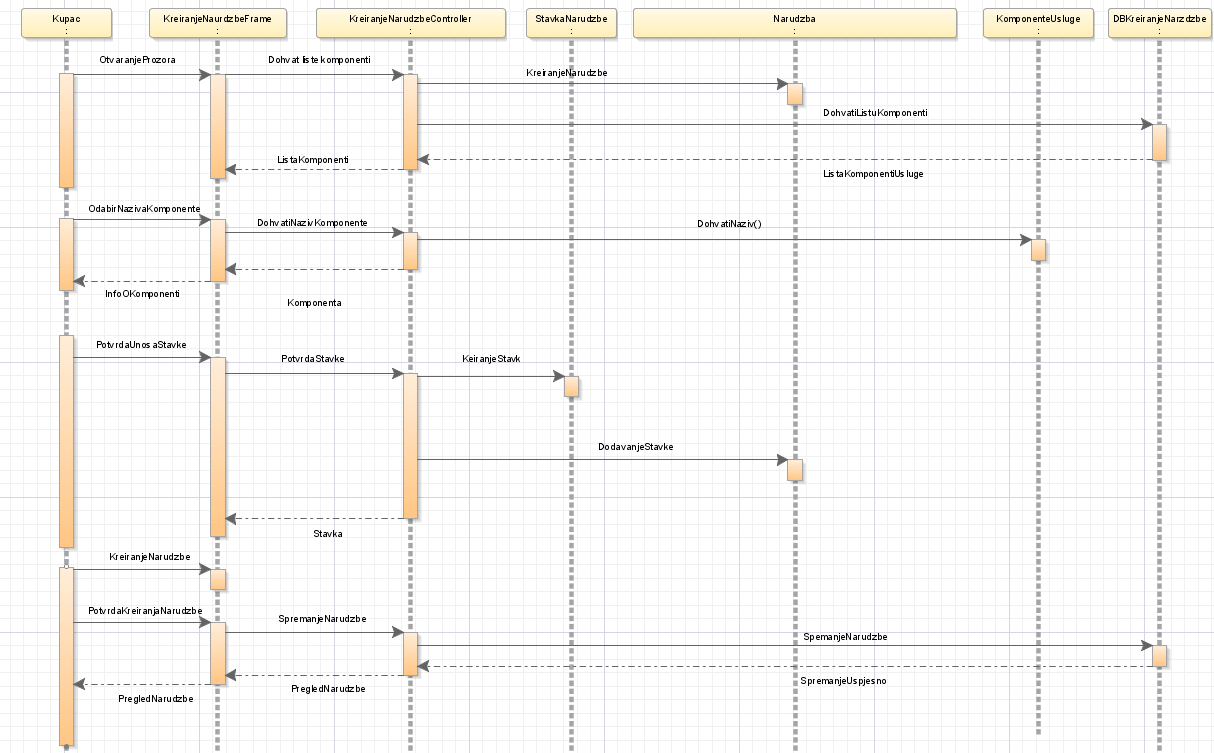 Kupac
:
KreiranjeNaurdzbeFrame
:
KreiranjeNarudzbeController
:
StavkaNarudzbe
:
Narudzba
:
KomponenteUsluge
:
DBKreiranjeNarzdzbe
:
OtvaranjeProzora
Dohvat liste komponenti
KreiranjeNarudzbe
DohvatiListuKomponenti
ListaKomponenti
ListaKomponentiUsluge
OdabirNazivaKomponente
DohvatiNazivKomponente
DohvatiNaziv()
InfoOKomponenti
Komponenta
PotvrdaUnosaStavke
PotvrdaStavke
KeiranjeStavk
DodavanjeStavke
Stavka
KreiranjeNarudzbe
PotvrdaKreiranjaNarudzbe
SpremanjeNarudzbe
SpemanjeNarudzbe
SpremanjeUspjesno
PregledNarudzbe
PregledNarudzbe